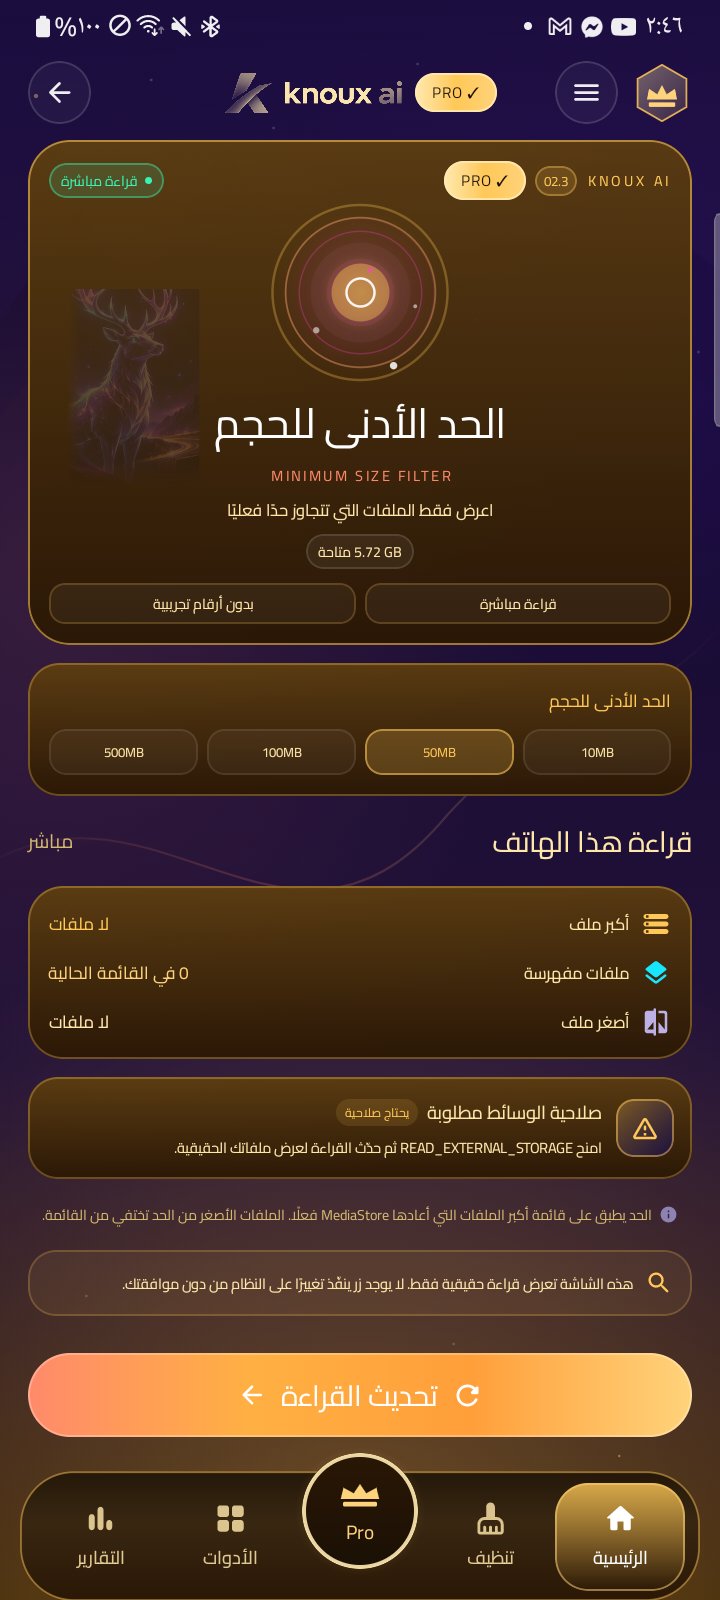 %١٠٠
٢:٤٦
knoux ai PRO ✓
KNOUX AI 02.3 PRO ✓ قراءة مباشرة
الحد الأدنى للحجم
MINIMUM SIZE FILTER
اعرض فقط الملفات التي تتجاوز حدًا فعليًا
5.72 GB متاحة
قراءة مباشرة
بدون أرقام تجريبية
الحد الأدنى للحجم
10MB
50MB
100MB
500MB
قراءة هذا الهاتف
مباشر
أكبر ملف
لا ملفات
ملفات مفهرسة
0 في القائمة الحالية
أصغر ملف
لا ملفات
صلاحية الوسائط مطلوبة
يحتاج صلاحية
امنح READ_EXTERNAL_STORAGE ثم حدّث القراءة لعرض ملفاتك الحقيقية.
الحد يطبق على قائمة أكبر الملفات التي أعادها MediaStore فعلًا. الملفات الأصغر من الحد تختفي من القائمة.
هذه الشاشة تعرض قراءة حقيقية فقط. لا يوجد زر ينفّذ تغييرًا على النظام من دون موافقتك.
تحديث القراءة
الرئيسية
تنظيف
Pro
الأدوات
التقارير